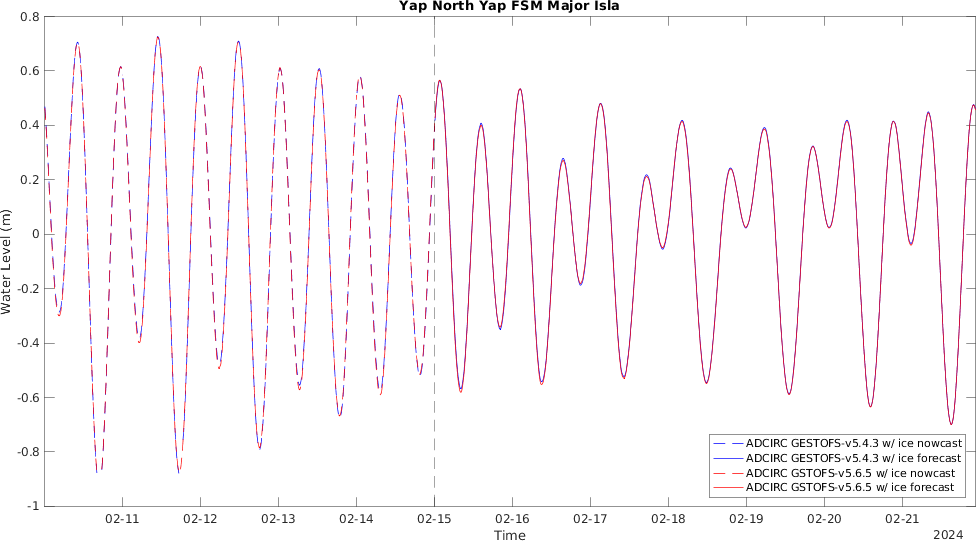 Yap North Yap FSM Major Isla
0.8
0.6
0.4
0.2
0
-0.2
-0.4
-0.6
-0.8
-1
Water Level (m)
ADCIRC GESTOFS-v5.4.3 w/ ice nowcast
ADCIRC GESTOFS-v5.4.3 w/ ice forecast
ADCIRC GSTOFS-v5.6.5 w/ ice nowcast
ADCIRC GSTOFS-v5.6.5 w/ ice forecast
02-11 02-12 02-13 02-14 02-15 02-16 02-17 02-18 02-19 02-20 02-21
Time
2024